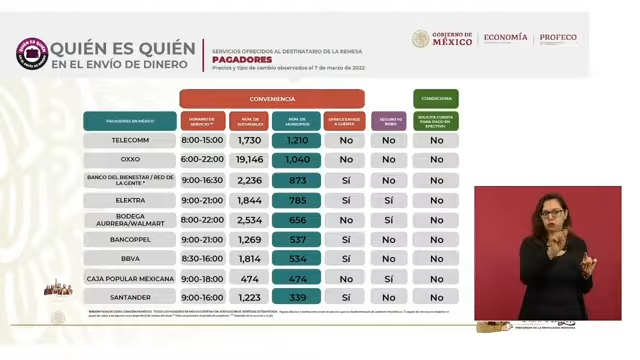 QUIÉN ES QUIÉN
EN EL ENVÍO DE DINERO
SERVICIOS OFRECIDOS AL DESTINATARIO DE LA REMESA
PAGADORES
Precios y tipo de cambio observados el 7 de marzo de 2022
GOBIERNO DE
MÉXICO
ECONOMÍA
PROFECO
CONVENIENCIA
CONDICIONA
PAGADORES EN MÉXICO
HORARIO DE SERVICIO **
NÚM. DE SUCURSALES
NÚM. DE MUNICIPIOS
OFRECE ENVÍOS A CUENTA
SEGURO VS ROBO
SOLICITA CUENTA PARA PAGO EN EFECTIVO
TELECOMM 8:00-15:00 1,730 1,210 No No No
OXXO 6:00-22:00 19,146 1,040 No No No
BANCO DEL BIENESTAR / RED DE LA GENTE * 9:00-16:30 2,236 873 Sí No No
ELEKTRA 9:00-21:00 1,844 785 Sí Sí No
BODEGA AURRERA/WALMART 8:00-22:00 2,534 656 No Sí No
BANCOPPEL 9:00-21:00 1,269 537 Sí No No
BBVA 8:30-16:00 1,814 534 Sí No No
CAJA POPULAR MEXICANA 9:00-18:00 474 474 No Sí No
SANTANDER 9:00-16:00 1,223 339 Sí No No